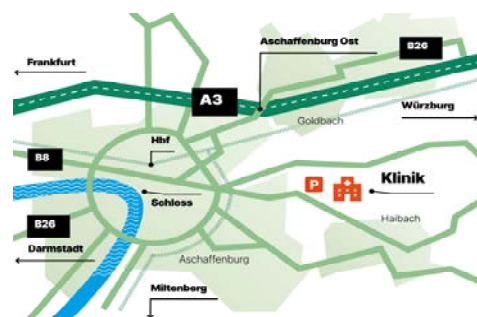 Aschaffenburg Ost
B26
Frankfurt
A3
Würzburg
Goldbach
Hbf
B8
P
Klinik
Schloss
Haibach
B26
Darmstadt
Aschaffenburg
Miltenberg